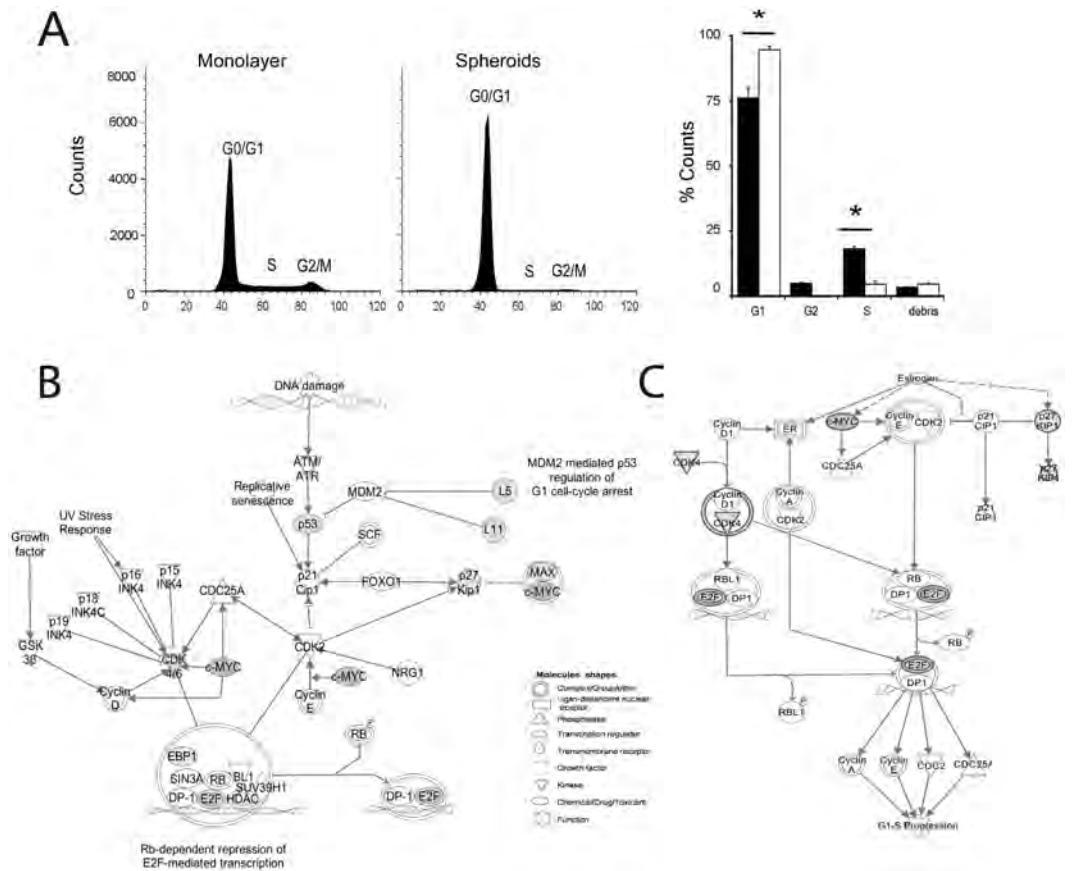 A
Monolayer
Spheroids
Counts
8000
6000
4000
2000
0
G0/G1
S
G2/M
0 20 40 60 80 100 120
G0/G1
S
G2/M
0 20 40 60 80 100 120
% Counts
100
75
50
25
0
*
*
G1
G2
S
debris
B
DNA damage
ATM/
ATR
Replicative
senescence
MDM2
MDM2 mediated p53
regulation of
G1 cell-cycle arrest
L5
L11
p53
SCF
UV Stress
Response
Growth
factor
p16
INK4
p15
INK4
p18
INK4C
p19
INK4
CDC25A
p21
Cip1
FOXO1
p27
Kip1
MAX
c-MYC
GSK
3β
CDK
4/6
c-MYC
CDK2
NRG1
Cyclin
D
Cyclin
E
c-MYC
RB
P
EBP1
SIN3A
RB
BL1
SUV39H1
DP-1
E2F
HDAC
DP-1
E2F
Rb-dependent repression of
E2F-mediated transcription
Molecules shapes
Complex/Group/other
receptor
Phosphatase
Transcription regulator
Transmembrane receptor
Growth factor
Kinase
Chemical/Drug/Toxicant
Function
C
Estrogen
Cyclin
D1
ER
c-MYC
Cyclin
E
CDK2
p21
CIP1
p27
KIP1
CDC25A
CDK4
Cyclin
D1
CDK4
Cyclin
A
CDK2
p21
CIP1
p27
RBL1
E2F
DP1
RB
DP1
E2F
RB
P
E2F
DP1
RBL1
P
Cyclin
A
Cyclin
E
CDC2
CDC25A
G1-S Progression